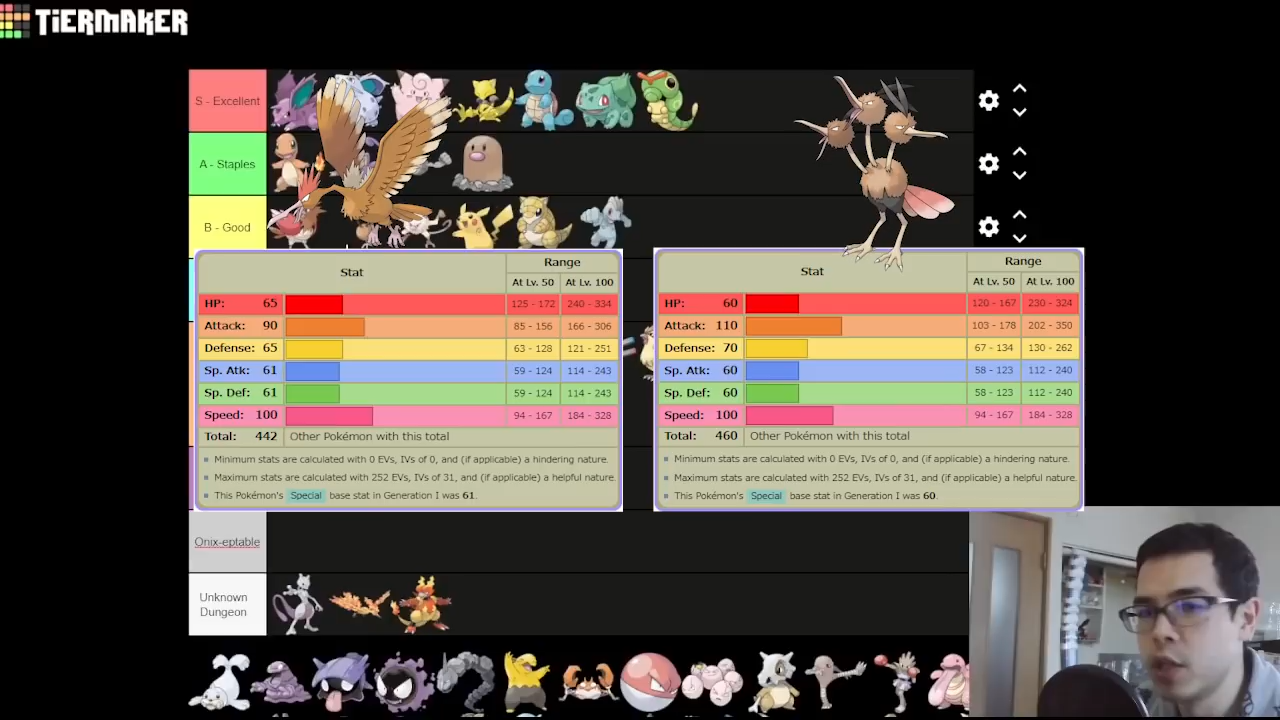 TIERMAKER
S - Excellent
A - Staples
B - Good
Stat Range
At Lv. 50 At Lv. 100
HP: 65 125 - 172 240 - 334
Attack: 90 85 - 156 166 - 306
Defense: 65 63 - 128 121 - 251
Sp. Atk: 61 59 - 124 114 - 243
Sp. Def: 61 59 - 124 114 - 243
Speed: 100 94 - 167 184 - 328
Total: 442 Other Pokémon with this total
Minimum stats are calculated with 0 EVs, IVs of 0, and (if applicable) a hindering nature.
Maximum stats are calculated with 252 EVs, IVs of 31, and (if applicable) a helpful nature.
This Pokémon's Special base stat in Generation I was 61.
Stat Range
At Lv. 50 At Lv. 100
HP: 60 120 - 167 230 - 324
Attack: 110 103 - 178 202 - 350
Defense: 70 67 - 134 130 - 262
Sp. Atk: 60 58 - 123 112 - 240
Sp. Def: 60 58 - 123 112 - 240
Speed: 100 94 - 167 184 - 328
Total: 460 Other Pokémon with this total
Minimum stats are calculated with 0 EVs, IVs of 0, and (if applicable) a hindering nature.
Maximum stats are calculated with 252 EVs, IVs of 31, and (if applicable) a helpful nature.
This Pokémon's Special base stat in Generation I was 60.
Onix-eptable
Unknown
Dungeon